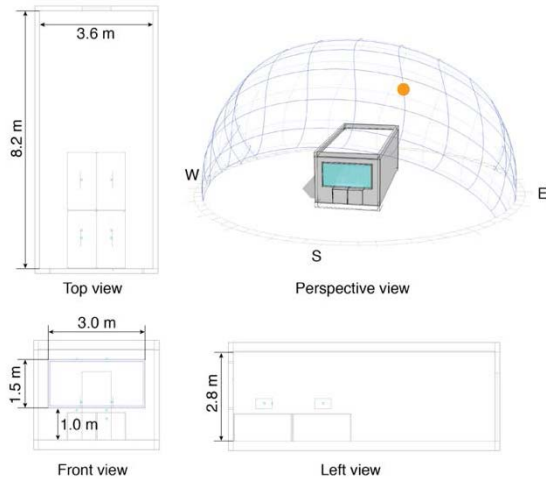 3.6 m
8.2 m
Top view
W
E
S
Perspective view
3.0 m
1.5 m
1.0 m
Front view
2.8 m
Left view